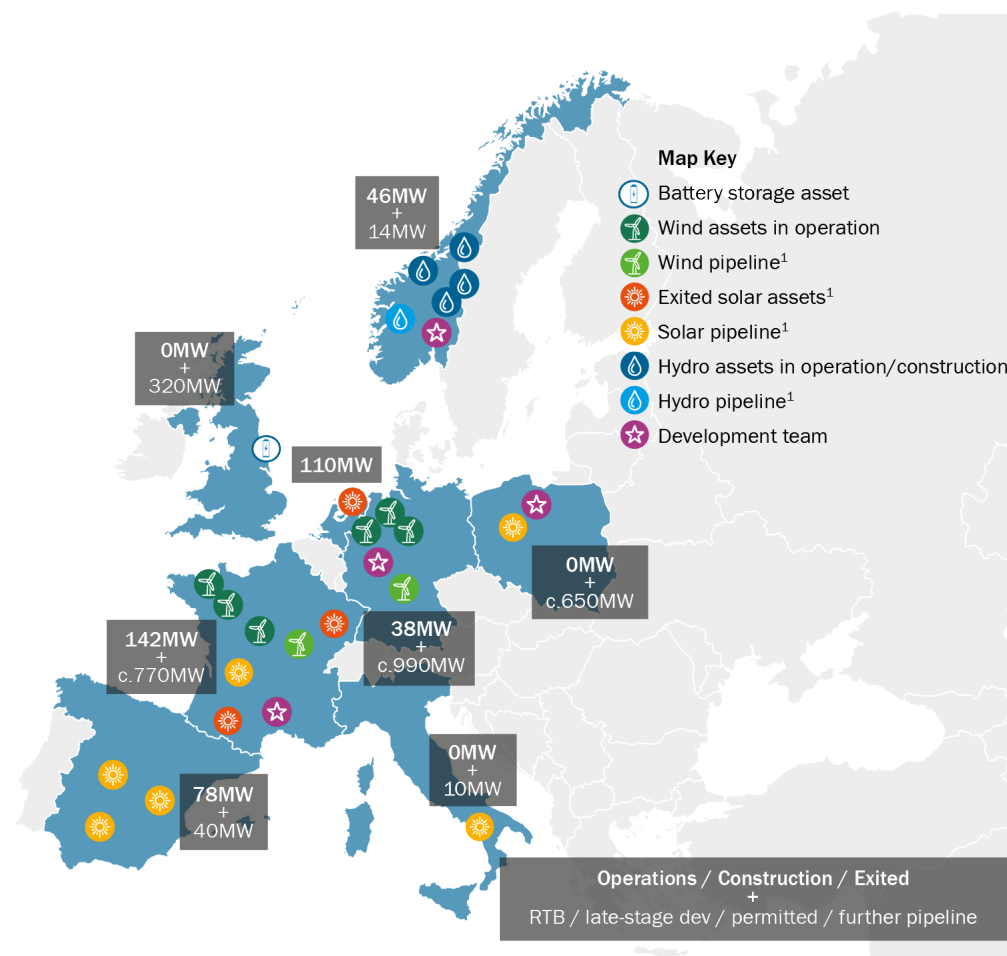 Map Key
Battery storage asset
Wind assets in operation
Wind pipeline¹
Exited solar assets¹
Solar pipeline¹
Hydro assets in operation/construction
Hydro pipeline¹
Development team
46MW
+
14MW
0MW
+
320MW
110MW
0MW
+
c.650MW
142MW
+
c.770MW
38MW
+
c.990MW
0MW
+
10MW
78MW
+
40MW
Operations / Construction / Exited
+
RTB / late-stage dev / permitted / further pipeline